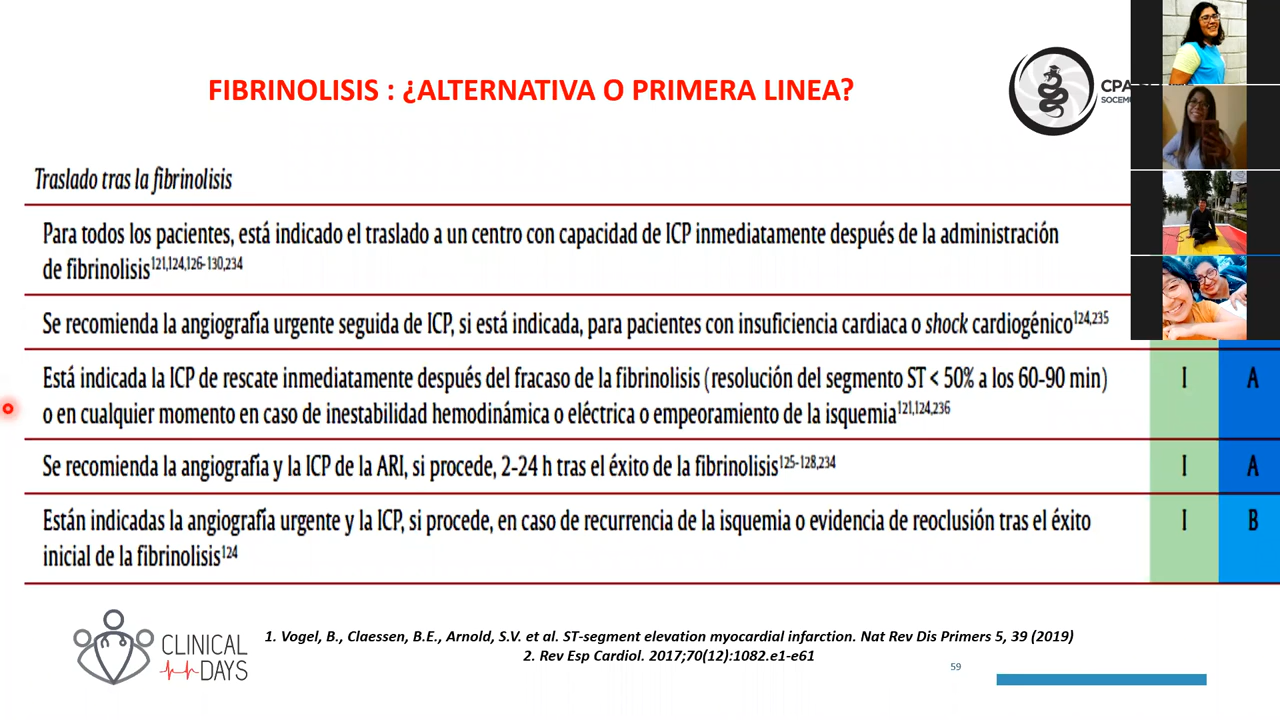 FIBRINOLISIS : ¿ALTERNATIVA O PRIMERA LINEA?
Traslado tras la fibrinolisis
Para todos los pacientes, está indicado el traslado a un centro con capacidad de ICP inmediatamente después de la administración
de fibrinolisis121,124,126-130,234
Se recomienda la angiografía urgente seguida de ICP, si está indicada, para pacientes con insuficiencia cardiaca o shock cardiogénico124,235
Está indicada la ICP de rescate inmediatamente después del fracaso de la fibrinolisis (resolución del segmento ST < 50% a los 60-90 min) I A
o en cualquier momento en caso de inestabilidad hemodinámica o eléctrica o empeoramiento de la isquemia121,124,236
Se recomienda la angiografía y la ICP de la ARI, si procede, 2-24 h tras el éxito de la fibrinolisis125-128,234 I A
Están indicadas la angiografía urgente y la ICP, si procede, en caso de recurrencia de la isquemia o evidencia de reoclusión tras el éxito I B
inicial de la fibrinolisis124
CLINICAL
DAYS
1. Vogel, B., Claessen, B.E., Arnold, S.V. et al. ST-segment elevation myocardial infarction. Nat Rev Dis Primers 5, 39 (2019)
2. Rev Esp Cardiol. 2017;70(12):1082.e1-e61
59